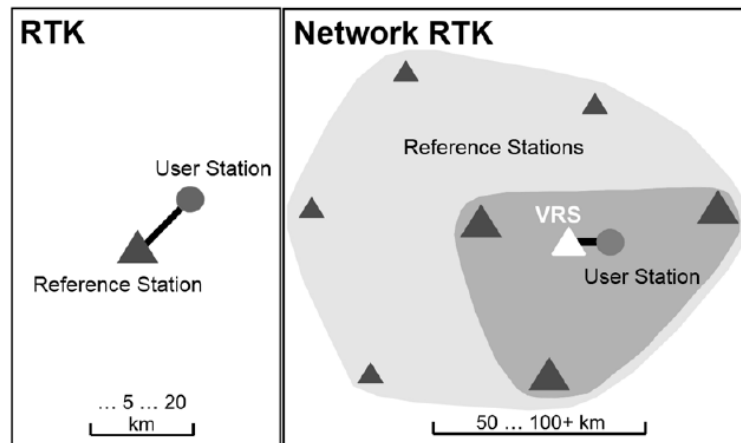 RTK
User Station
Reference Station
... 5 ... 20
km
Network RTK
Reference Stations
VRS
User Station
50 ... 100+ km